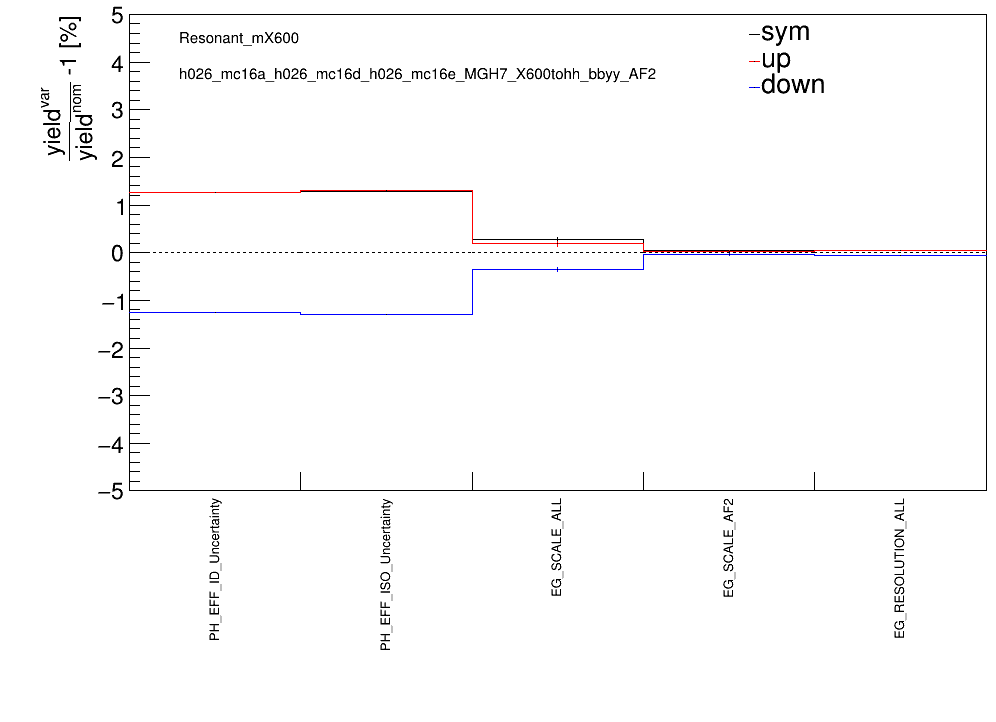 yield^var
yield^nom -1 [%]
Resonant_mX600
h026_mc16a_h026_mc16d_h026_mc16e_MGH7_X600tohh_bbyy_AF2
−sym
−up
−down
5
4
3
2
1
0
−1
−2
−3
−4
−5
PH_EFF_ID_Uncertainty
PH_EFF_ISO_Uncertainty
EG_SCALE_ALL
EG_SCALE_AF2
EG_RESOLUTION_ALL